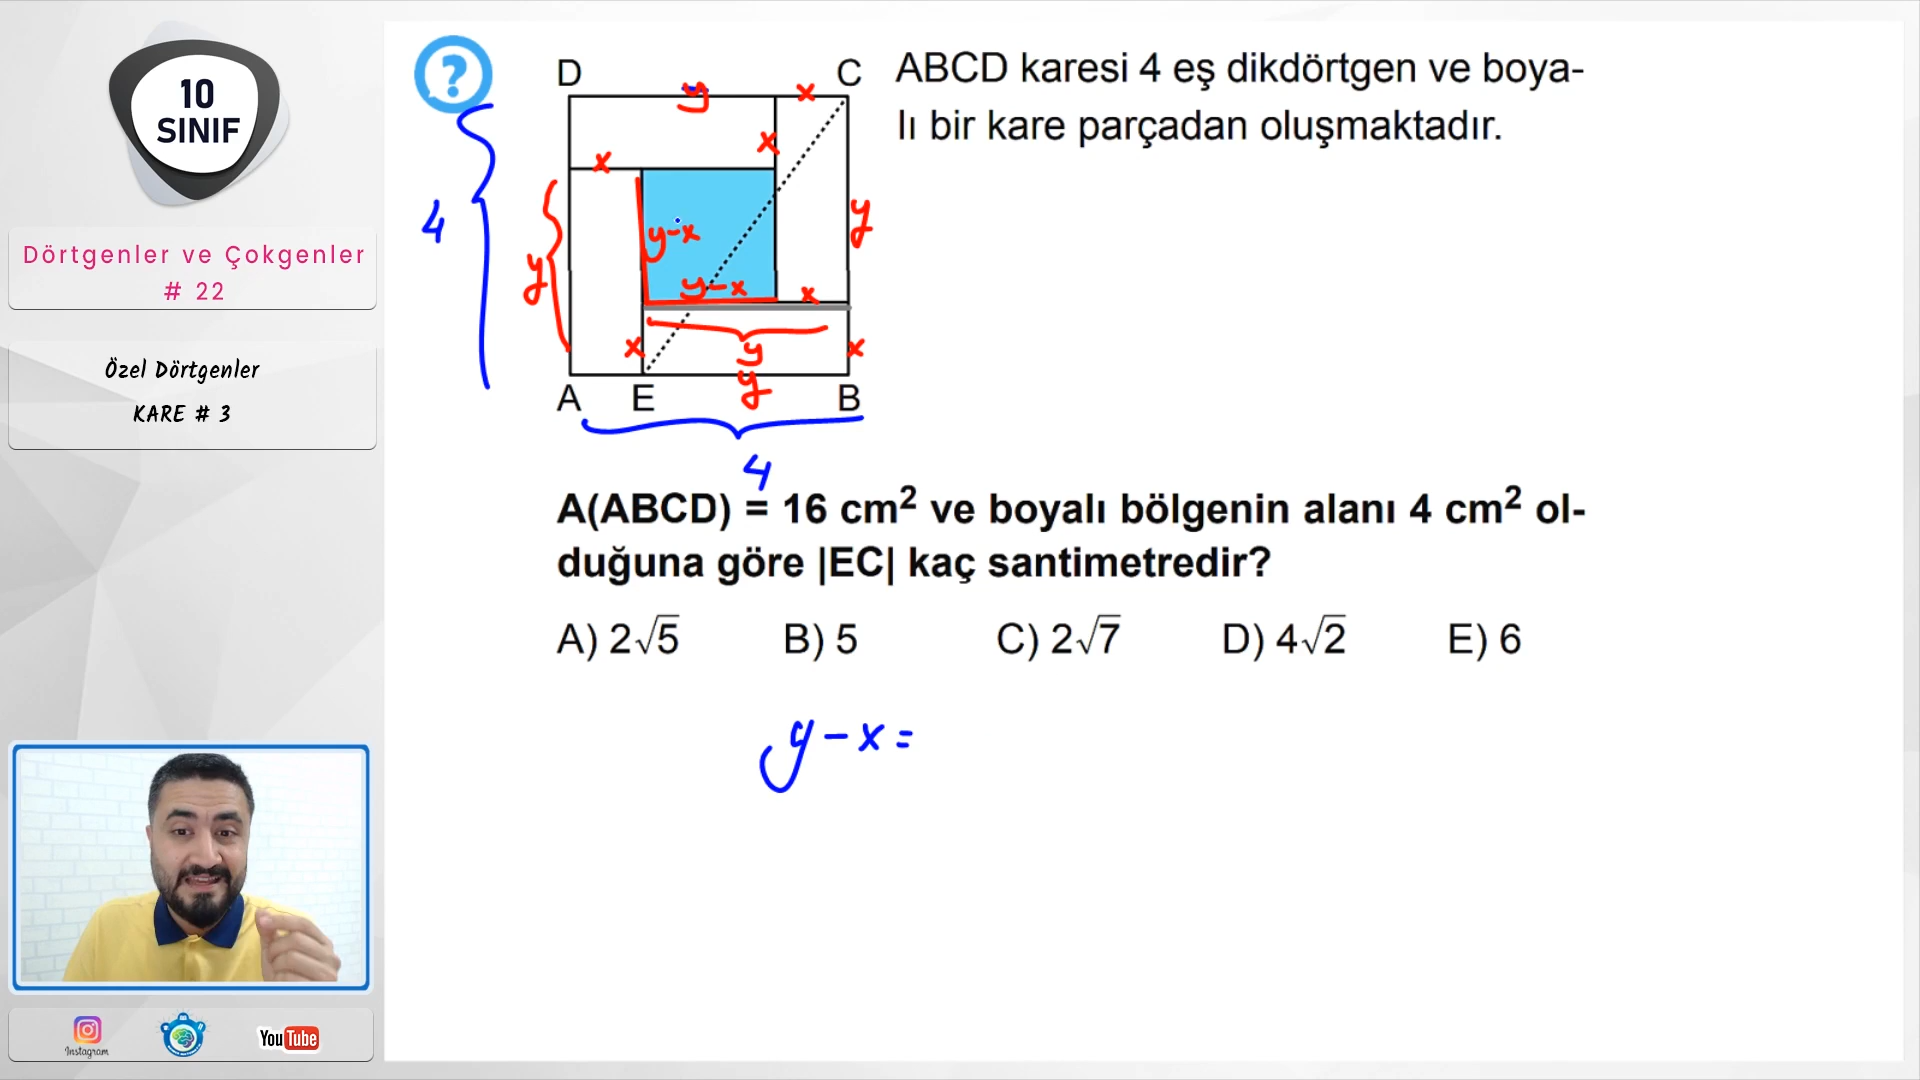 10
SINIF
Dörtgenler ve Çokgenler
# 22
Özel Dörtgenler
KARE # 3
?
D
y
x
C
x
x
4
y
y-x
y
y-x
x
x
y
x
y
A
E
B
4
ABCD karesi 4 eş dikdörtgen ve boya-
lı bir kare parçadan oluşmaktadır.
A(ABCD) = 16 cm² ve boyalı bölgenin alanı 4 cm² ol-
duğuna göre |EC| kaç santimetredir?
A) 2√5 B) 5 C) 2√7 D) 4√2 E) 6
y-x=
Instagram
YouTube